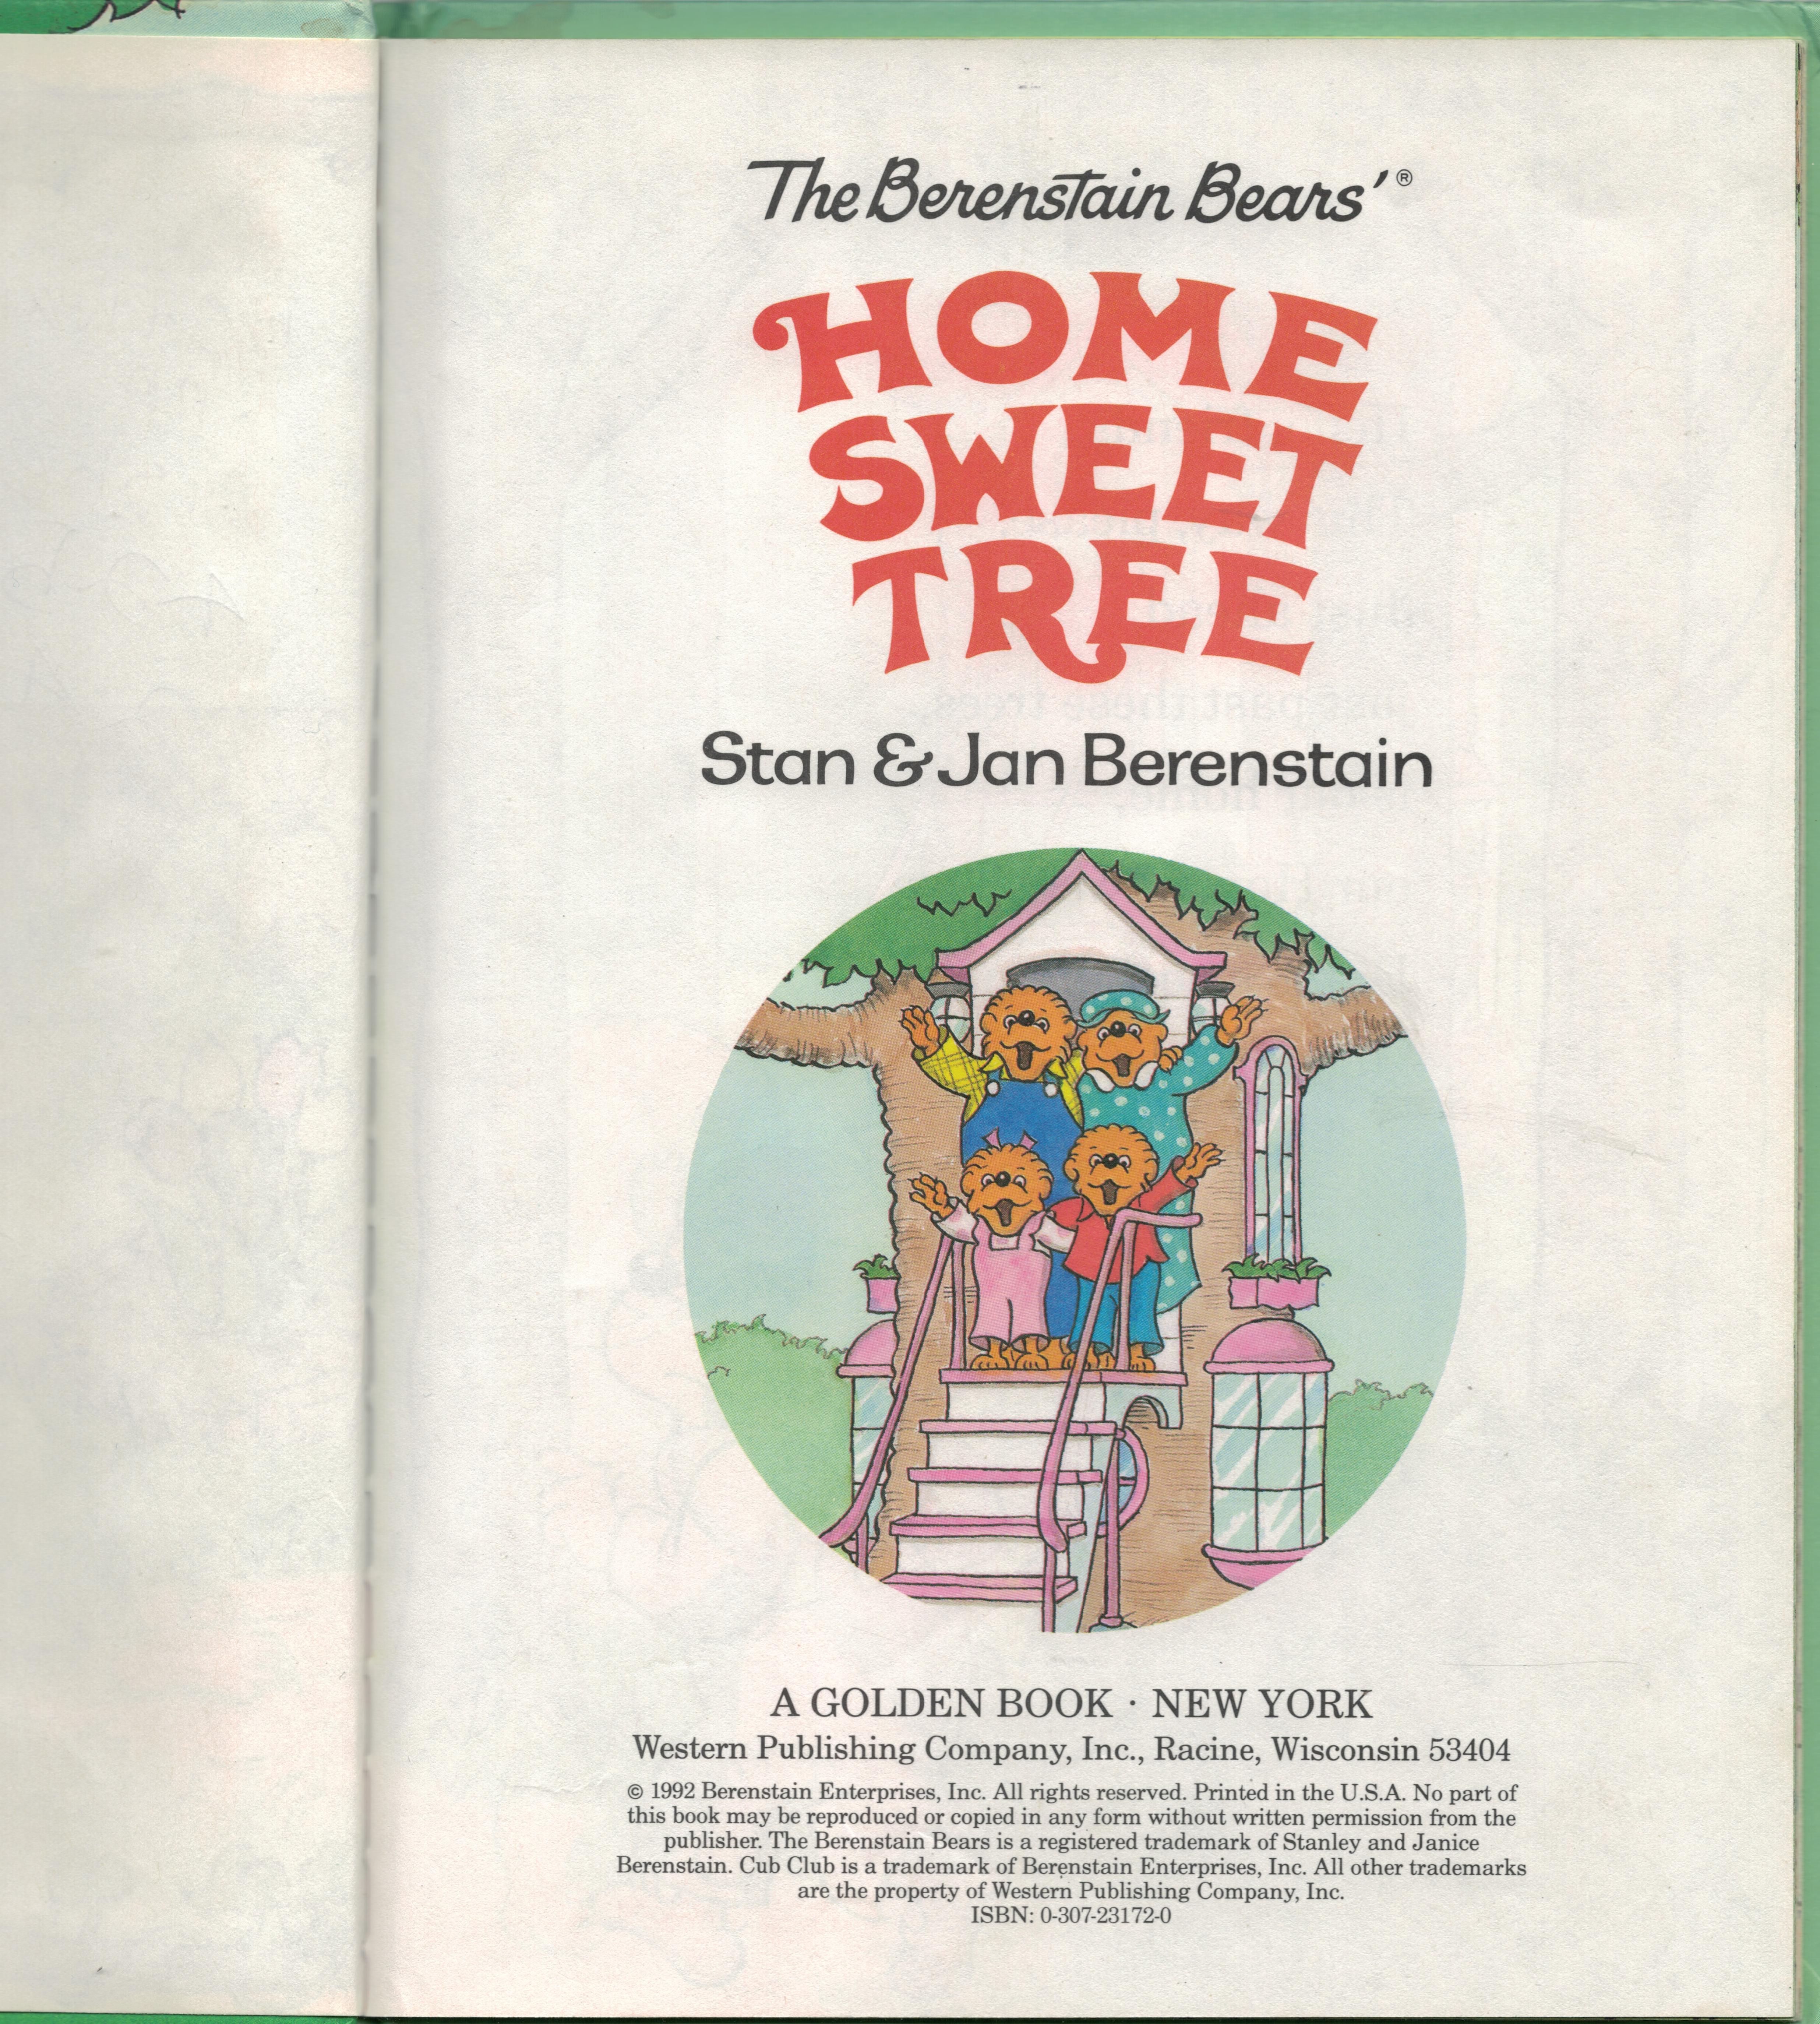 The Berenstain Bears'®
HOME
SWEET
TREE
Stan & Jan Berenstain
A GOLDEN BOOK · NEW YORK
Western Publishing Company, Inc., Racine, Wisconsin 53404
© 1992 Berenstain Enterprises, Inc. All rights reserved. Printed in the U.S.A. No part of
this book may be reproduced or copied in any form without written permission from the
publisher. The Berenstain Bears is a registered trademark of Stanley and Janice
Berenstain. Cub Club is a trademark of Berenstain Enterprises, Inc. All other trademarks
are the property of Western Publishing Company, Inc.
ISBN: 0-307-23172-0